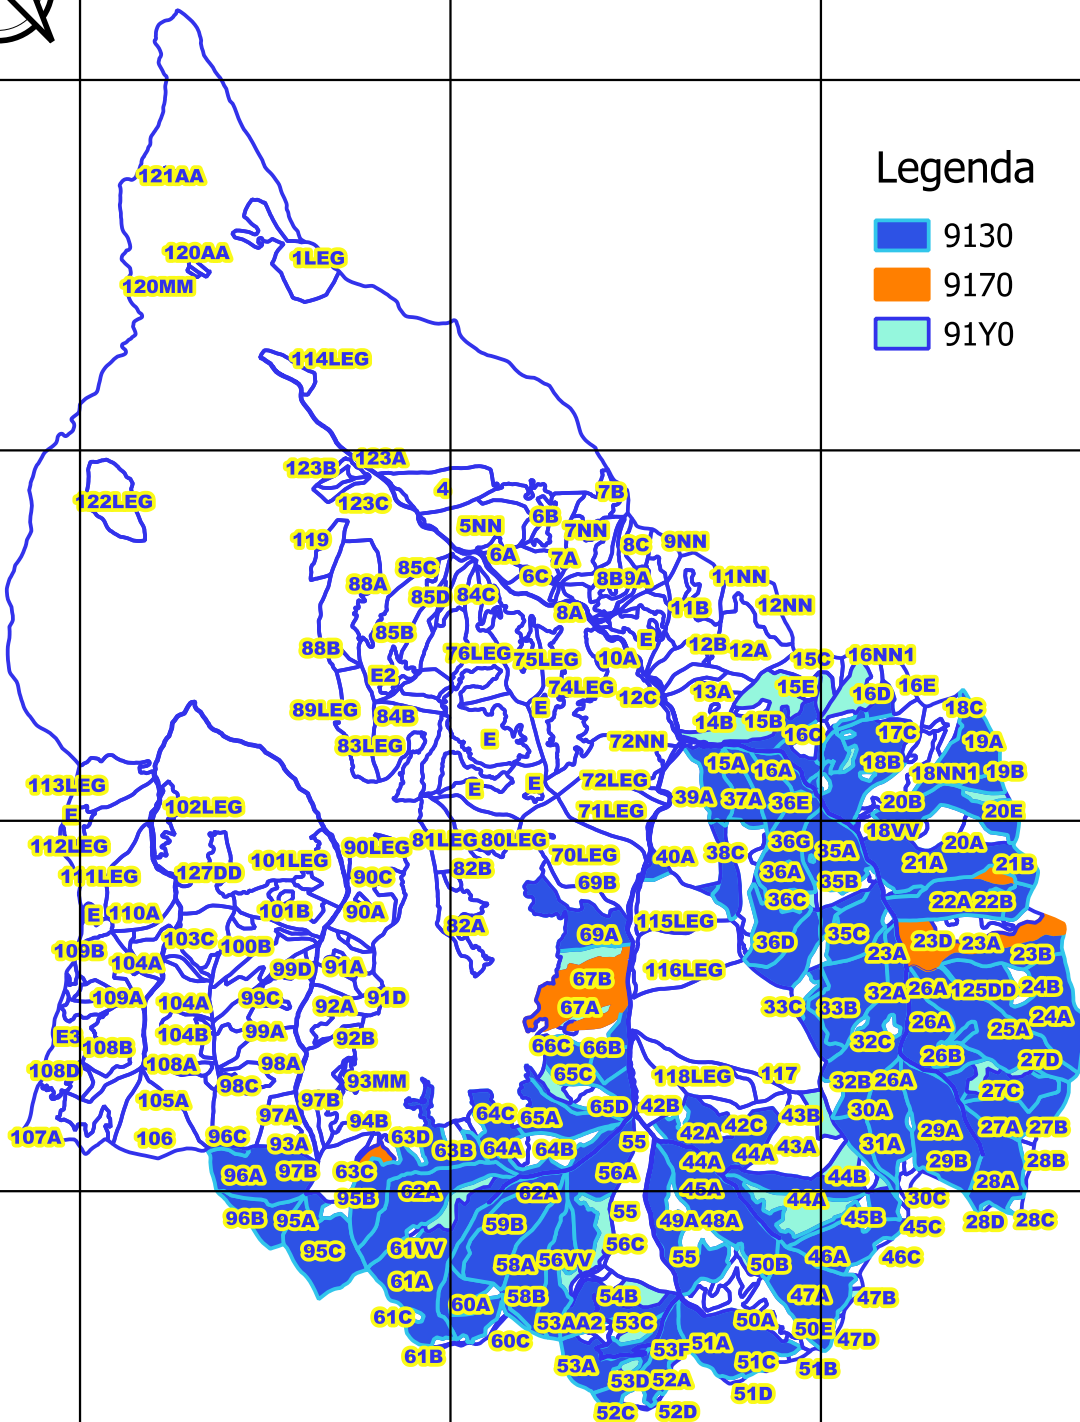 Legenda
9130
9170
91Y0
121AA
120AA
1LEG
120MM
114LEG
123A
123B
4
7B
122LEG
123C
6B
5NN
7NN
119
8C
9NN
6A
7A
85C
6C
8B
9A
11NN
88A
85D
84C
8A
11B
12NN
85B
E
88B
76LEG
75LEG
10A
12B
12A
15C
16NN1
E2
74LEG
12C
13A
15E
16D
16E
89LEG
84B
E
14B
15B
16C
18C
83LEG
E
72NN
17C
19A
15A
16A
18B
18NN1
19B
113LEG
E
E
72LEG
39A
37A
36E
20B
102LEG
E
71LEG
20E
112LEG
90LEG
81LEG
80LEG
36G
18VV
20A
101LEG
70LEG
40A
38C
35A
21A
21B
111LEG
127DD
90C
82B
69B
36A
35B
E
110A
101B
90A
36C
22A
22B
82A
115LEG
109B
103C
100B
69A
36D
35C
23A
23D
23A
23B
104A
99D
91A
67B
116LEG
109A
104A
99C
92A
91D
67A
33C
33B
32A
26A
125DD
24B
E3
104B
99A
92B
26A
25A
24A
108B
66C
66B
32C
26B
27D
108D
108A
98A
65C
118LEG
117
98C
93MM
32B
26A
27C
105A
97B
65D
42B
97A
64C
65A
43B
30A
94B
42C
107A
106
96C
93A
63D
55
42A
27A
27B
63B
64A
64B
43A
31A
29A
96A
97B
63C
56A
44A
44A
29B
28B
62A
62A
45A
44B
28A
95B
44A
30C
96B
95A
59B
55
49A
48A
45B
45C
28D
28C
95C
61VV
56C
55
58A
56VV
50B
46A
46C
61A
58B
54B
47A
47B
60A
61C
53AA2
53C
50A
50E
60C
53F
51A
47D
61B
53A
51C
51B
53D
52A
51D
52C
52D